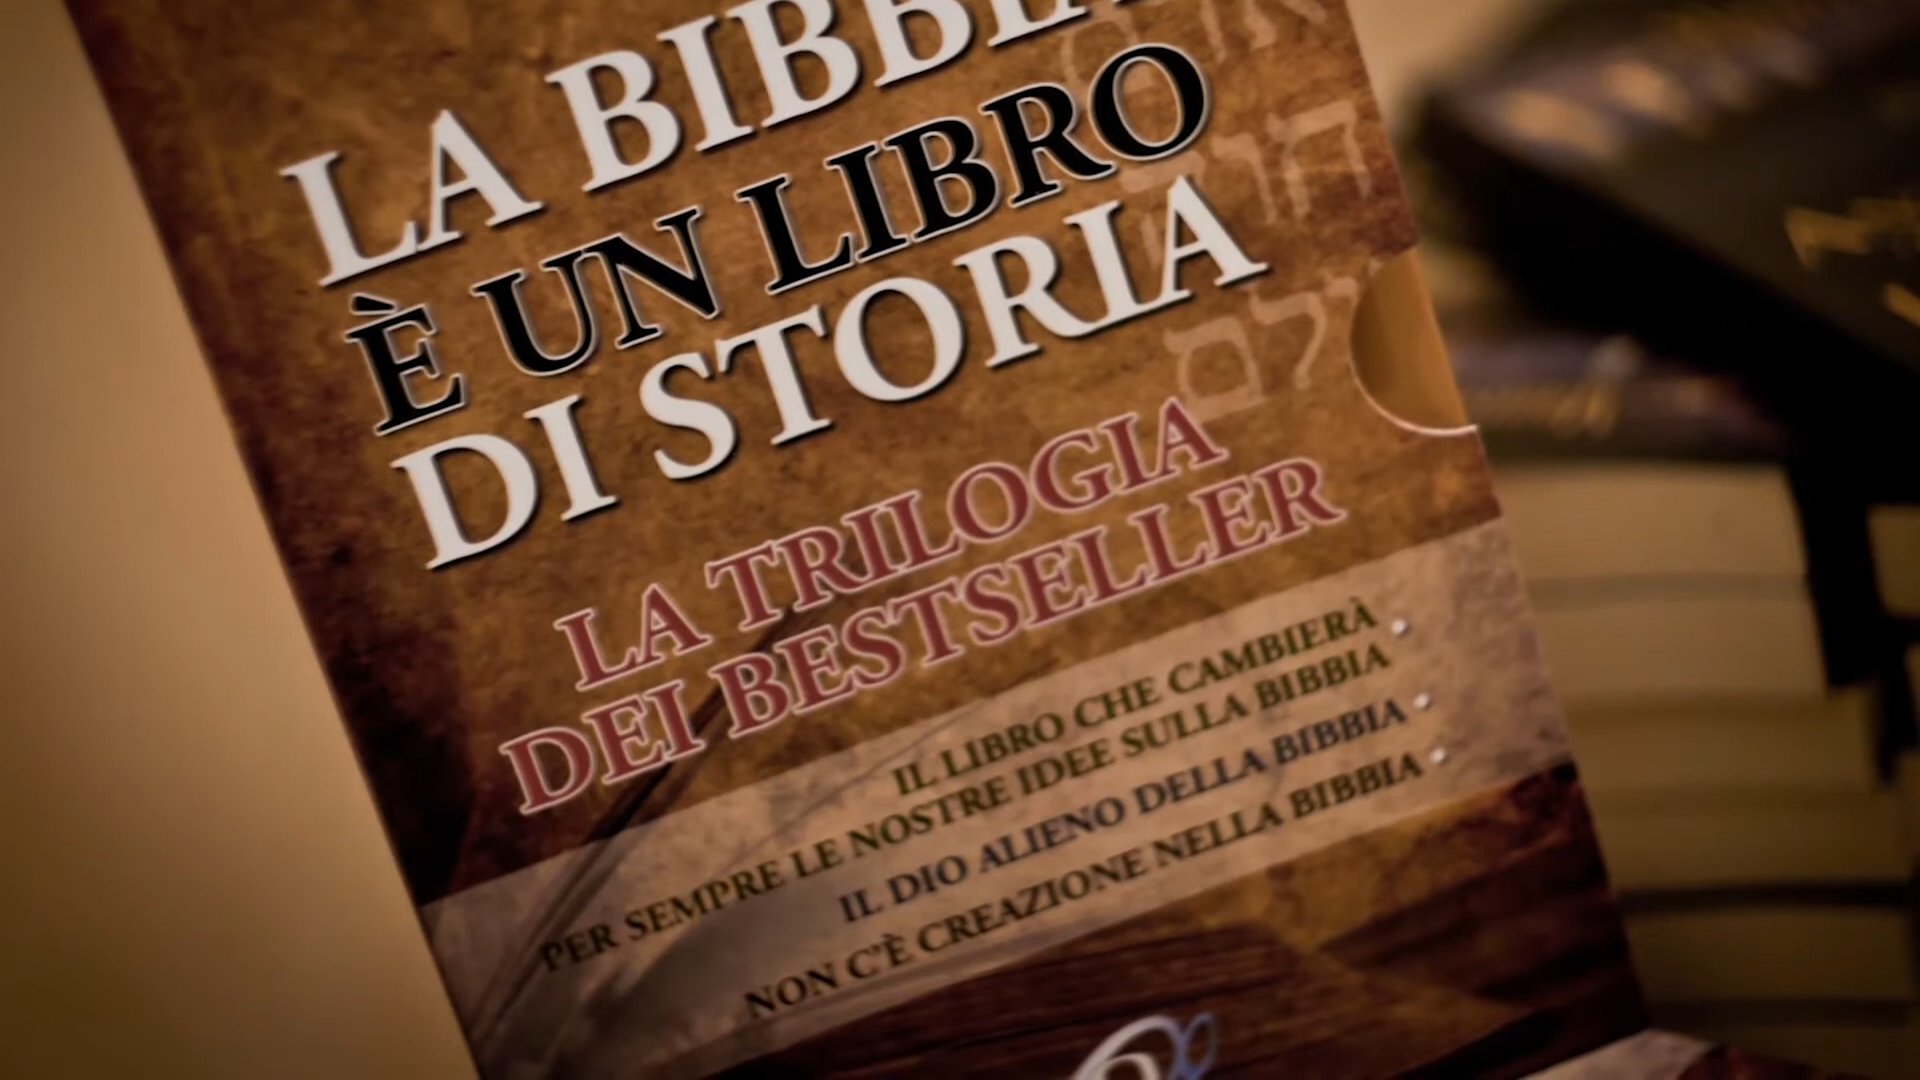 LA BIBBIA
È UN LIBRO
DI STORIA
LA TRILOGIA
DEI BESTSELLER
IL LIBRO CHE CAMBIERÀ •
PER SEMPRE LE NOSTRE IDEE SULLA BIBBIA
IL DIO ALIENO DELLA BIBBIA •
NON C'È CREAZIONE NELLA BIBBIA •